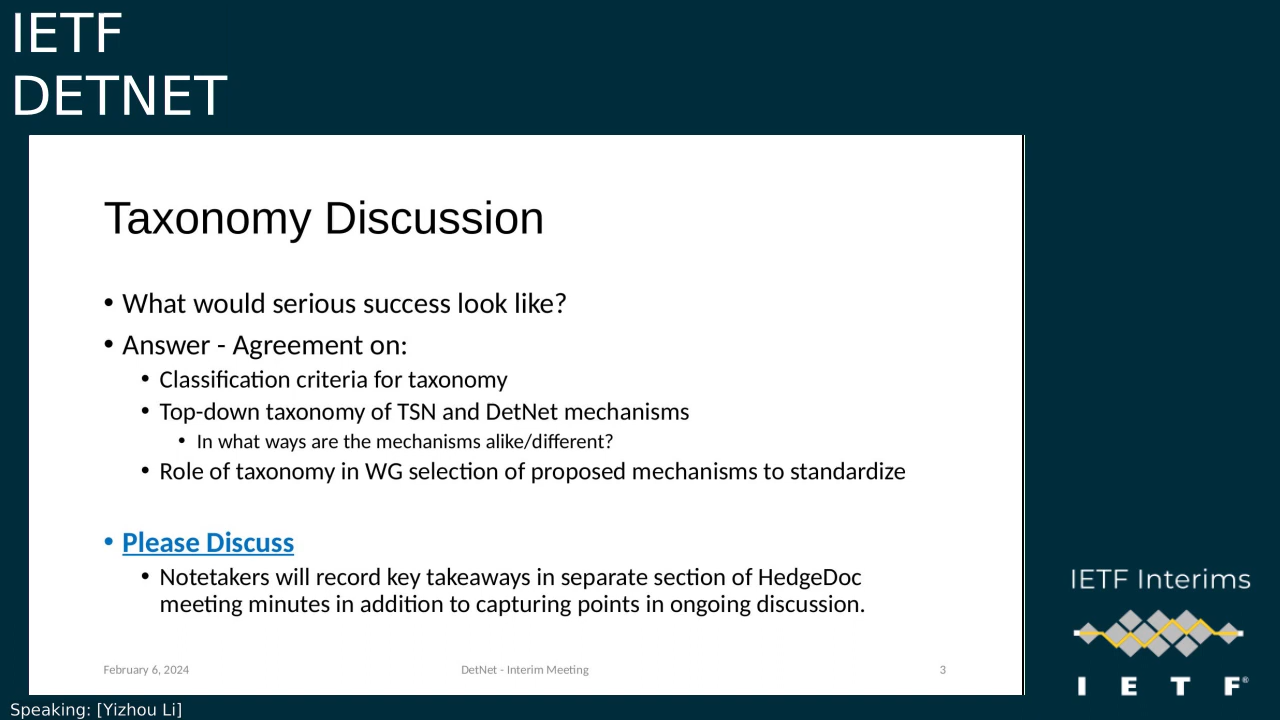 IETF
DETNET
Taxonomy Discussion
• What would serious success look like?
• Answer - Agreement on:
• Classification criteria for taxonomy
• Top-down taxonomy of TSN and DetNet mechanisms
• In what ways are the mechanisms alike/different?
• Role of taxonomy in WG selection of proposed mechanisms to standardize
• Please Discuss
• Notetakers will record key takeaways in separate section of HedgeDoc
meeting minutes in addition to capturing points in ongoing discussion.
February 6, 2024
DetNet - Interim Meeting
3
IETF Interims
I E T F®
Speaking: [Yizhou Li]